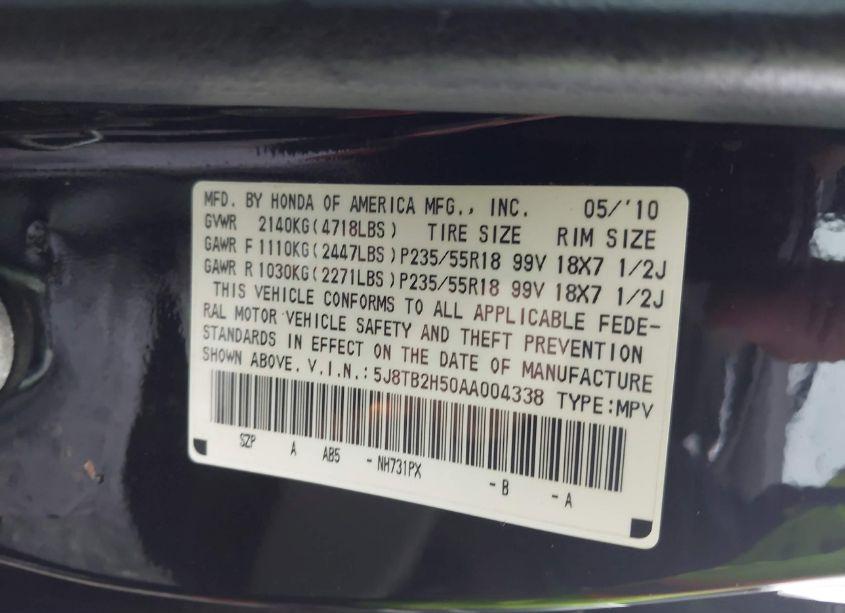 MFD. BY HONDA OF AMERICA MFG., INC. 05/'10
GVWR 2140KG(4718LBS) TIRE SIZE RIM SIZE
GAWR F 1110KG(2447LBS)P235/55R18 99V 18X7 1/2J
GAWR R 1030KG(2271LBS)P235/55R18 99V 18X7 1/2J
THIS VEHICLE CONFORMS TO ALL APPLICABLE FEDE-
RAL MOTOR VEHICLE SAFETY AND THEFT PREVENTION
STANDARDS IN EFFECT ON THE DATE OF MANUFACTURE
SHOWN ABOVE. V.I.N.:5J8TB2H50AA004338 TYPE:MPV
SZP A AB5 - NH731PX - B - A